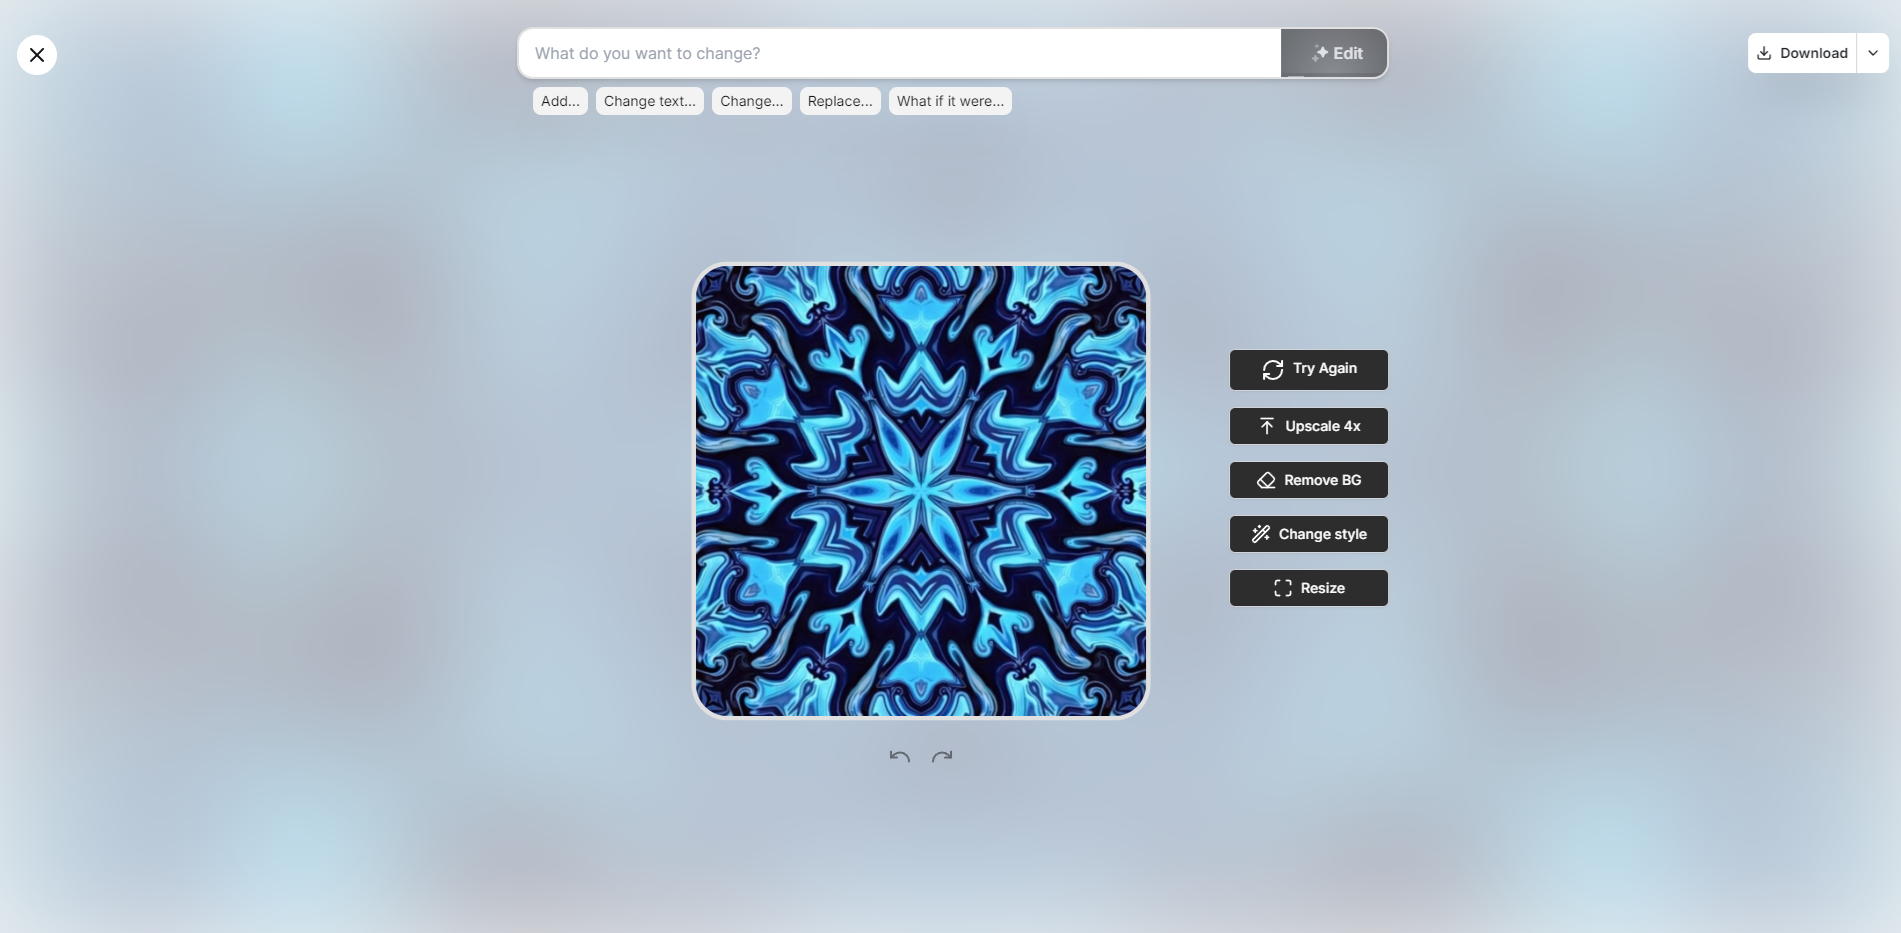 What do you want to change?
Edit
Download
Add...
Change text...
Change...
Replace...
What if it were...
Try Again
Upscale 4x
Remove BG
Change style
Resize